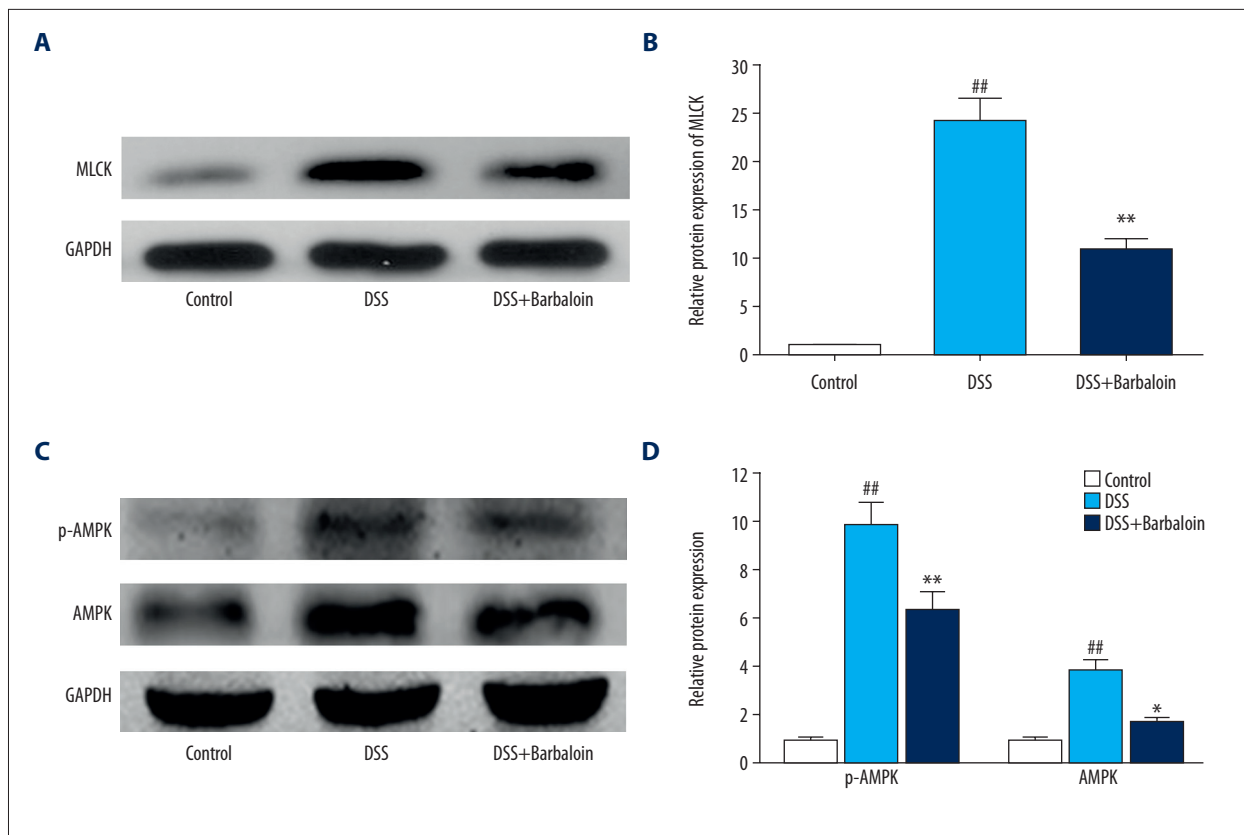 A
MLCK
GAPDH
Control DSS DSS+Barbaloin
B
Relative protein expression of MLCK
30
25
20
15
10
5
0
##
**
Control DSS DSS+Barbaloin
C
p-AMPK
AMPK
GAPDH
Control DSS DSS+Barbaloin
D
Relative protein expression
12
10
8
6
4
2
0
##
**
##
*
p-AMPK AMPK
Control
DSS
DSS+Barbaloin